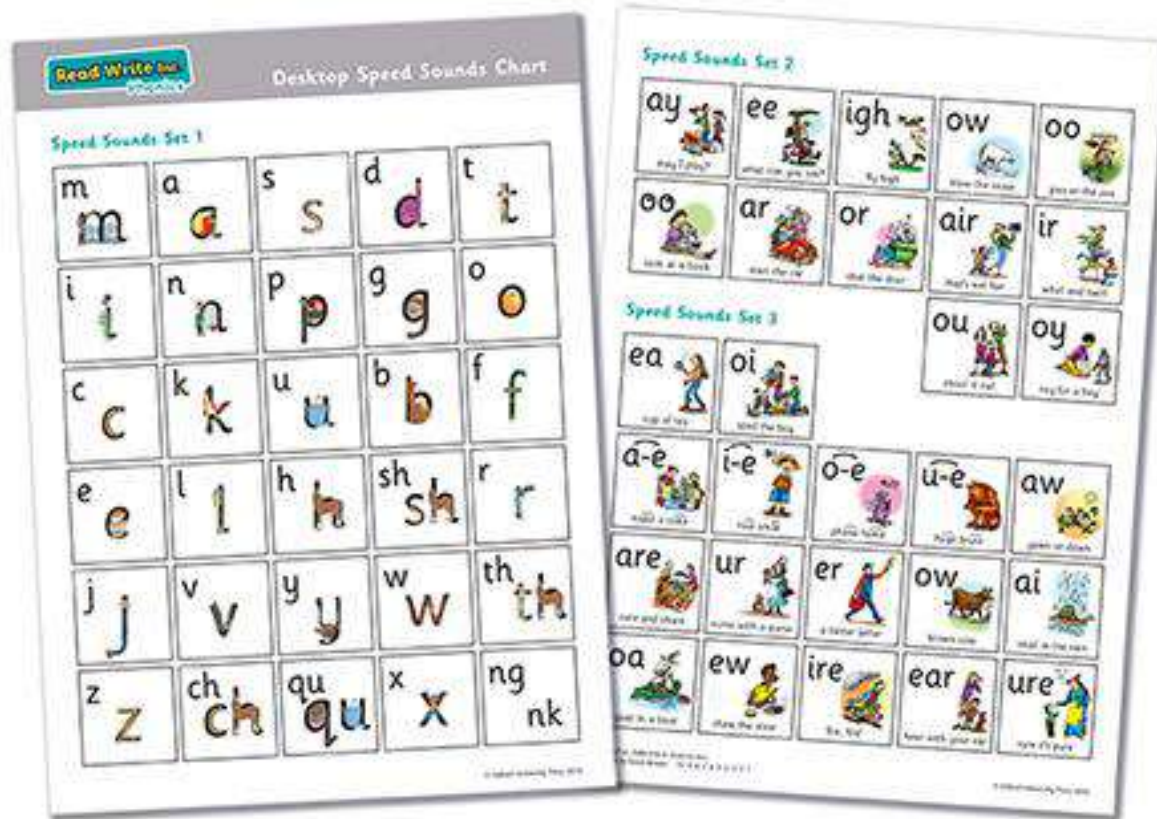 Read Write Inc.
Phonics
Desktop Speed Sounds Chart
Speed Sounds Set 1
m a s d t
m a s d t
i n p g o
i n p g o
c k u b f
c k u b f
e l h sh r
e l h sh r
j v y w th
j v y w th
z ch qu x ng
z ch qu x nk
Speed Sounds Set 2
ay ee igh ow oo
may I play? what can you see? fly high blow the snow poo at the zoo
oo ar or air ir
look at a book start the car shut the door that's not fair whirl and twirl
ou oy
shout it out toy for a boy
Speed Sounds Set 3
ea oi
cup of tea spoil the boy
a-e i-e o-e u-e aw
make a cake nice smile phone home huge brute yawn at dawn
are ur er ow ai
care and share nurse with a purse a better letter brown cow snail in the rain
oa ew ire ear ure
goat in a boat chew the stew fire, fire! hear with your ear sure it's pure